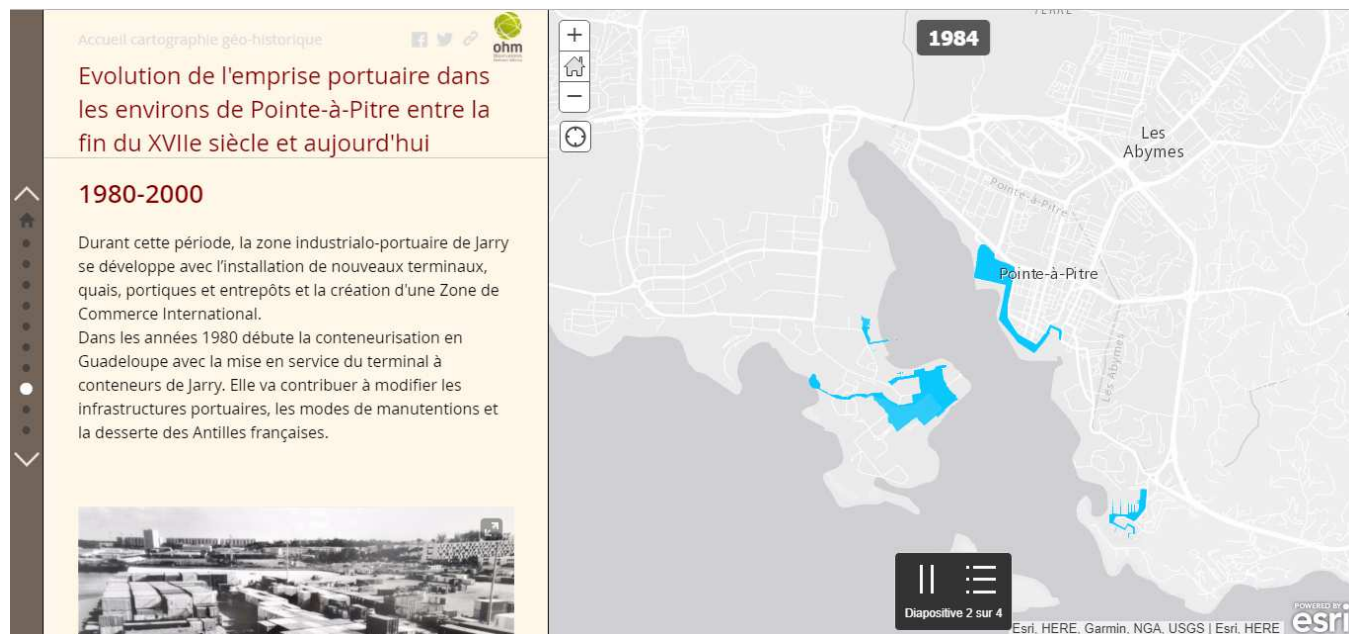 Accueil cartographie géo-historique
ohm
Evolution de l'emprise portuaire dans
les environs de Pointe-à-Pitre entre la
fin du XVIIe siècle et aujourd'hui
1980-2000
Durant cette période, la zone industrialo-portuaire de Jarry
se développe avec l'installation de nouveaux terminaux,
quais, portiques et entrepôts et la création d'une Zone de
Commerce International.
Dans les années 1980 débute la conteneurisation en
Guadeloupe avec la mise en service du terminal à
conteneurs de Jarry. Elle va contribuer à modifier les
infrastructures portuaires, les modes de manutentions et
la desserte des Antilles françaises.
TERRE
1984
Les
Abymes
Pointe-à-Pitre
Pointe-à-Pitre
Les Abymes
Diapositive 2 sur 4
Esri, HERE, Garmin, NGA, USGS | Esri, HERE
POWERED BY
esri